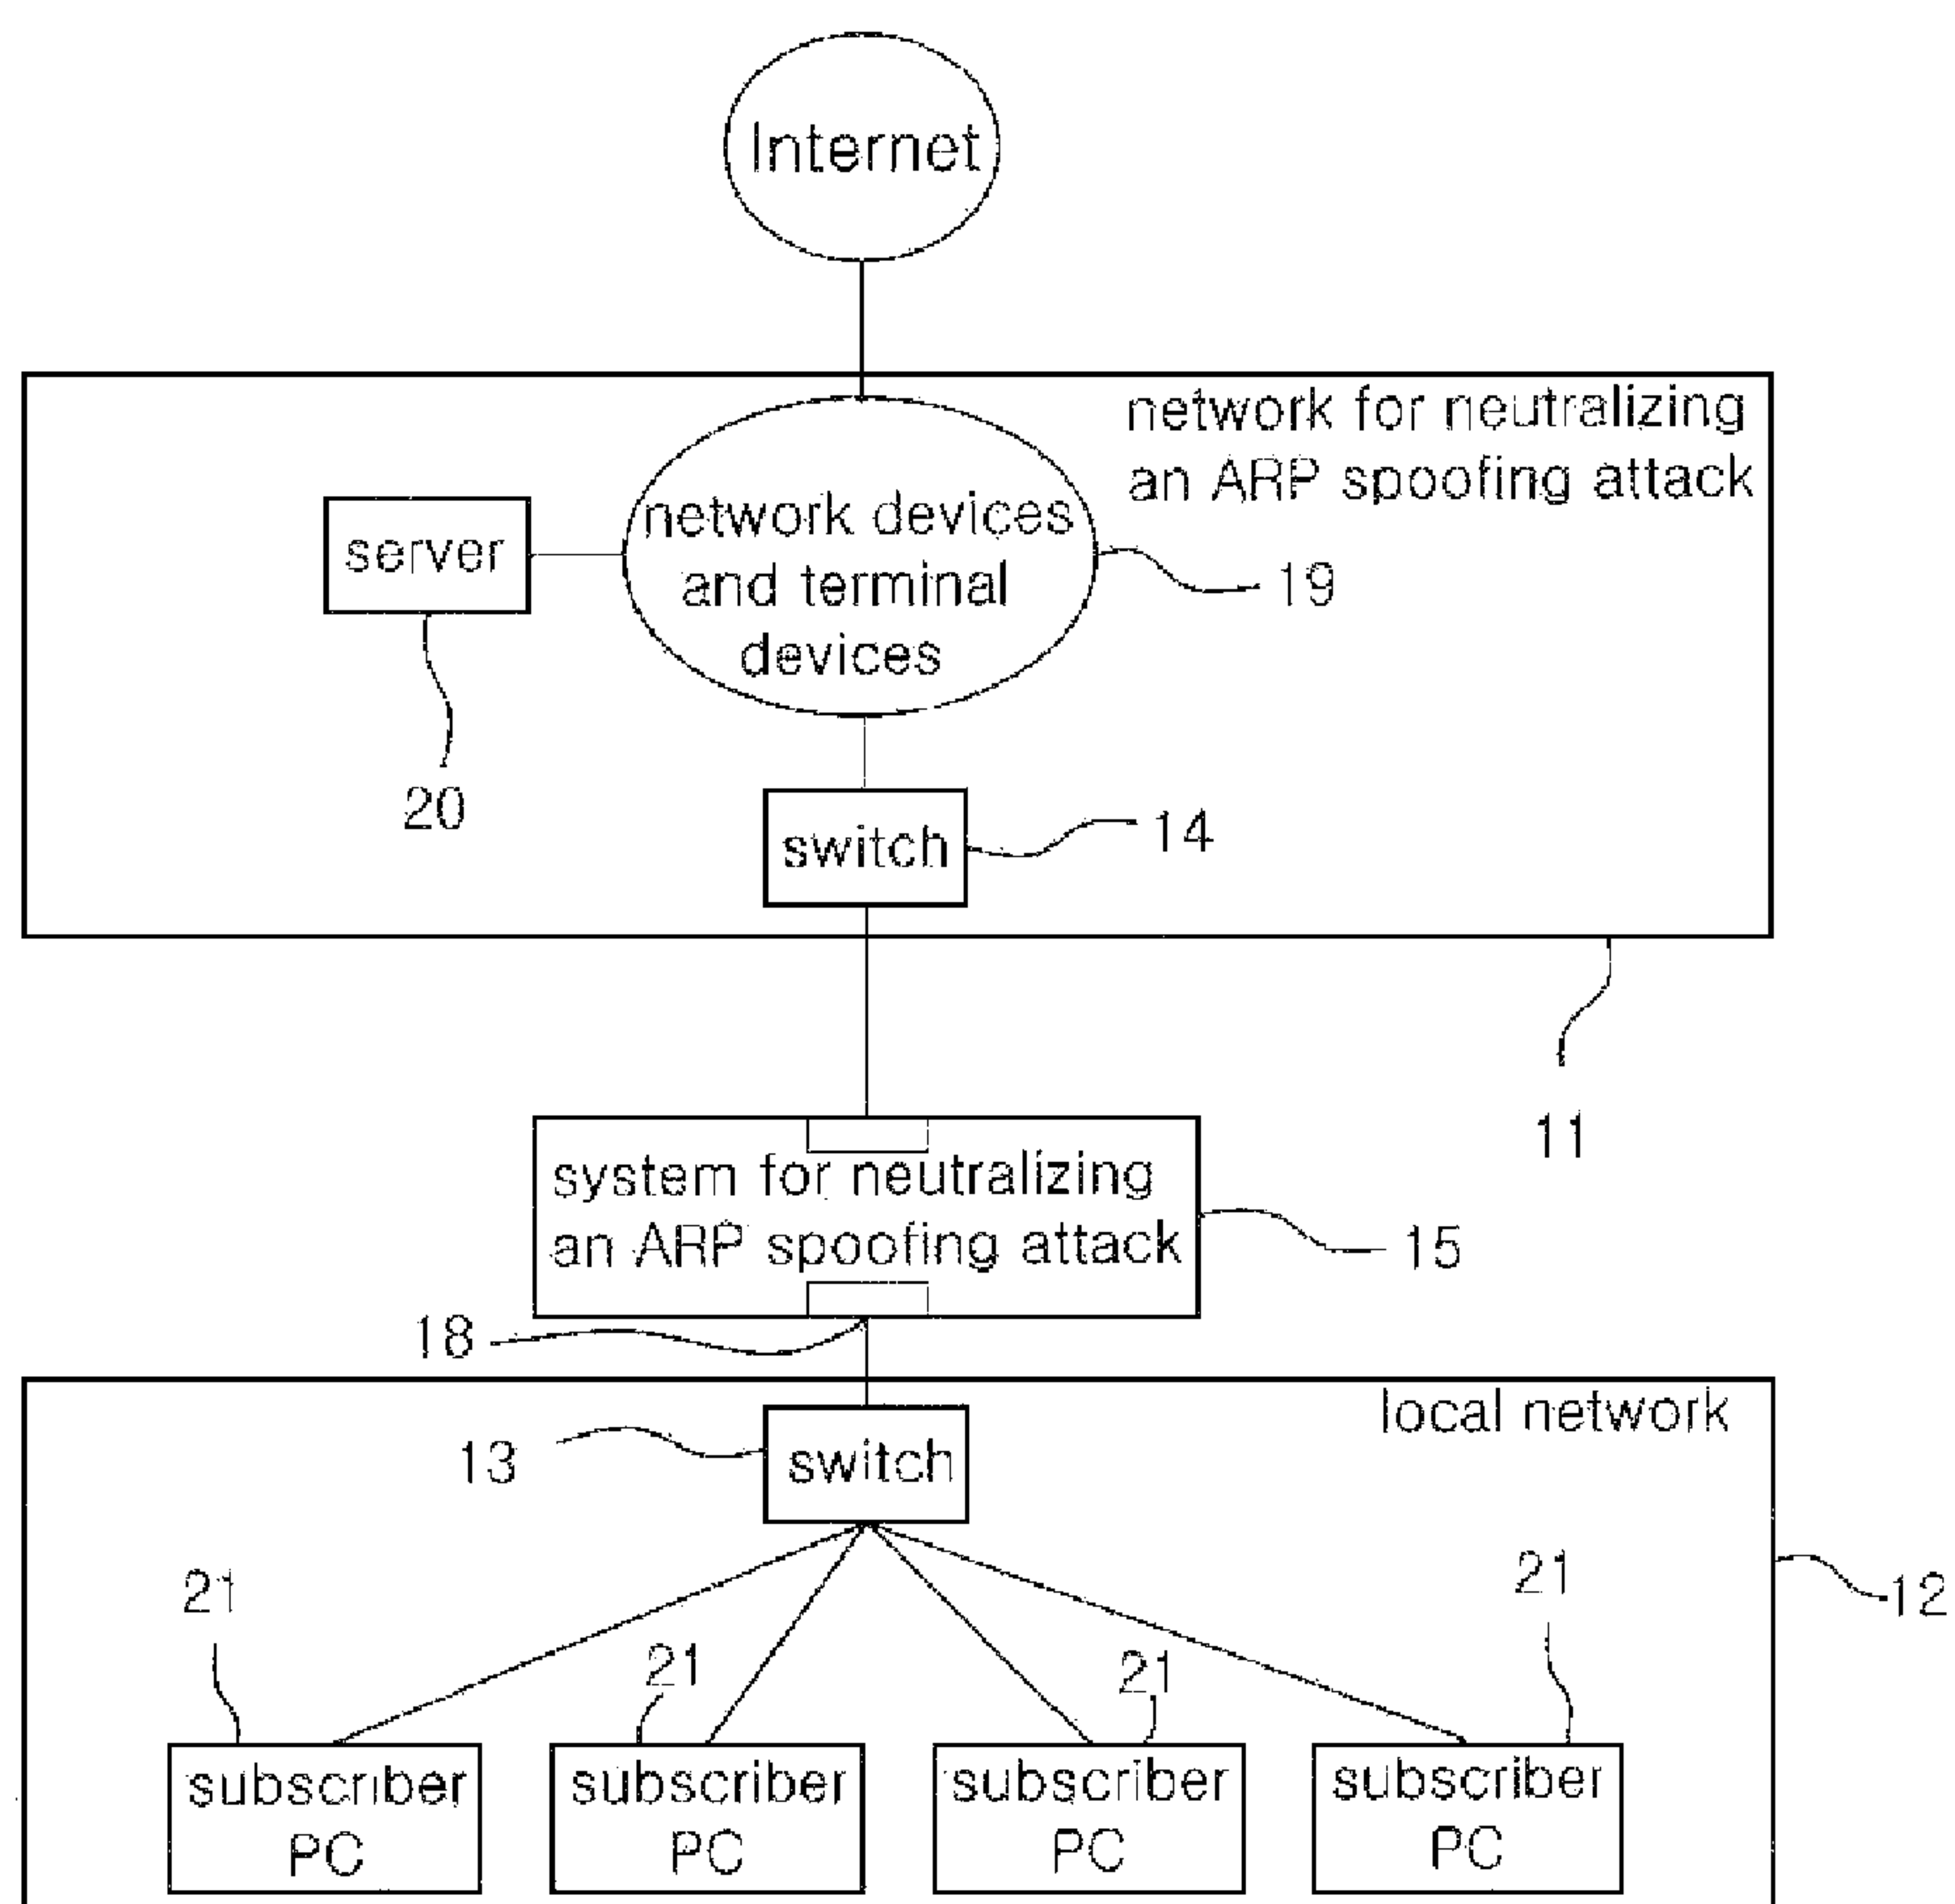 Internet
network for neutralizing
an ARP spoofing attack
server
network devices
and terminal
devices
19
20
switch
14
11
system for neutralizing
an ARP spoofing attack
15
18
local network
13
switch
21
21
21
21
12
subscriber
PC
subscriber
PC
subscriber
PC
subscriber
PC